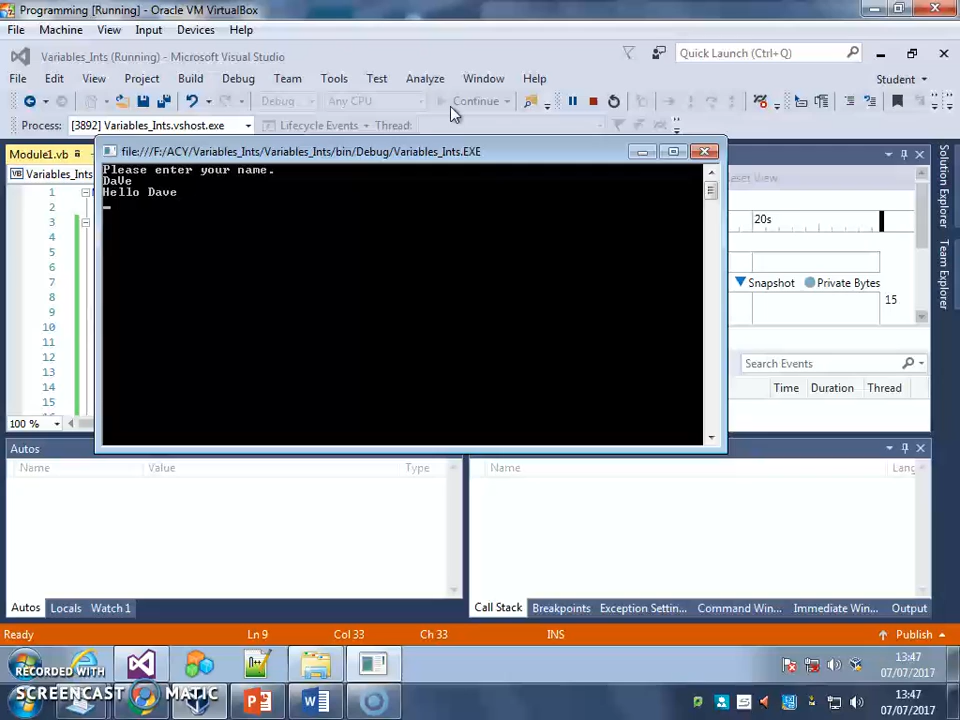 Programming [Running] - Oracle VM VirtualBox
File Machine View Input Devices Help
Variables_Ints (Running) - Microsoft Visual Studio
Quick Launch (Ctrl+Q)
File Edit View Project Build Debug Team Tools Test Analyze Window Help
Student
Debug Any CPU Continue
Process: [3892] Variables_Ints.vshost.exe Lifecycle Events Thread:
Module1.vb
file:///F:/ACY/Variables_Ints/Variables_Ints/bin/Debug/Variables_Ints.EXE
Variables_Ints
Please enter your name.
Dave
Hello Dave
Reset View
1
2
3
4
5
6
7
8
9
10
11
12
13
14
15
20s
Snapshot Private Bytes
15
Search Events
Time Duration Thread
Solution Explorer
Team Explorer
100 %
Autos
Name Value Type
Name Lang
Autos Locals Watch 1
Call Stack Breakpoints Exception Settin... Command Win... Immediate Win... Output
Ready Ln 9 Col 33 Ch 33 INS Publish
13:47
07/07/2017
13:47
07/07/2017
RECORDED WITH
SCREENCAST MATIC